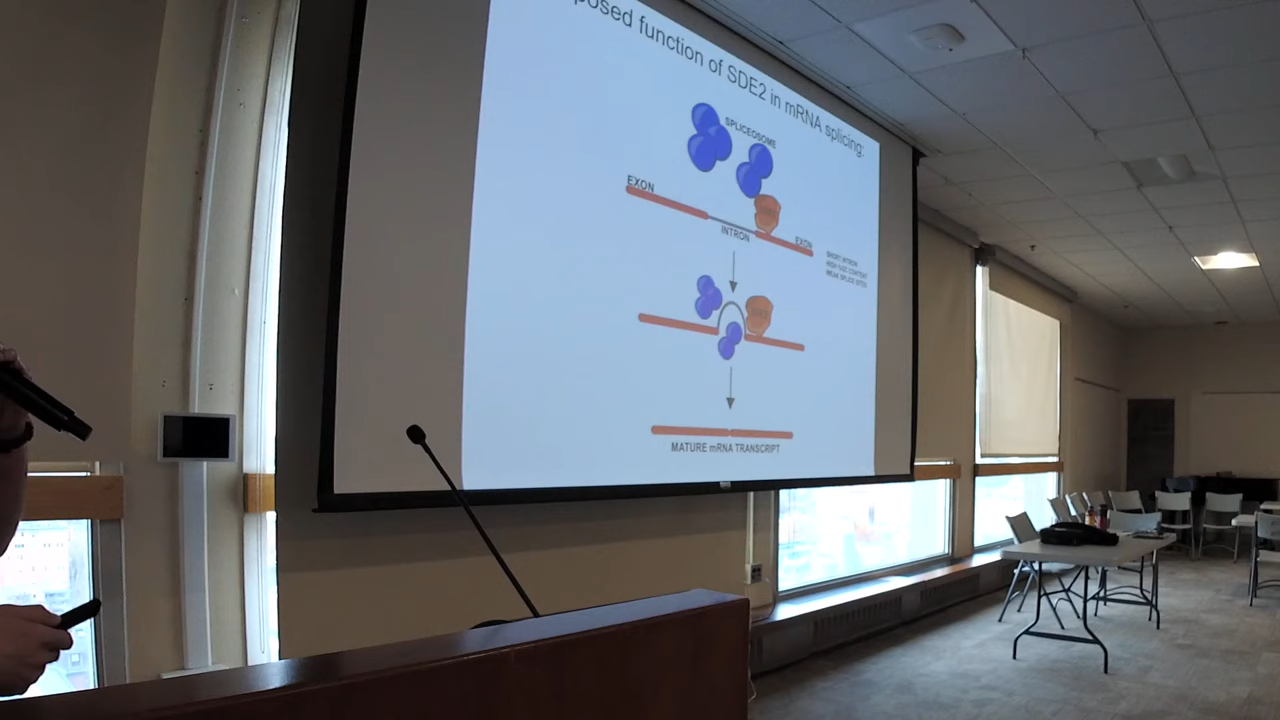 posed function of SDE2 in mRNA splicing:
SPLICEOSOME
EXON
INTRON
EXON
SHORT INTRON
HIGH % GC CONTENT
WEAK SPLICE SITES
MATURE mRNA TRANSCRIPT